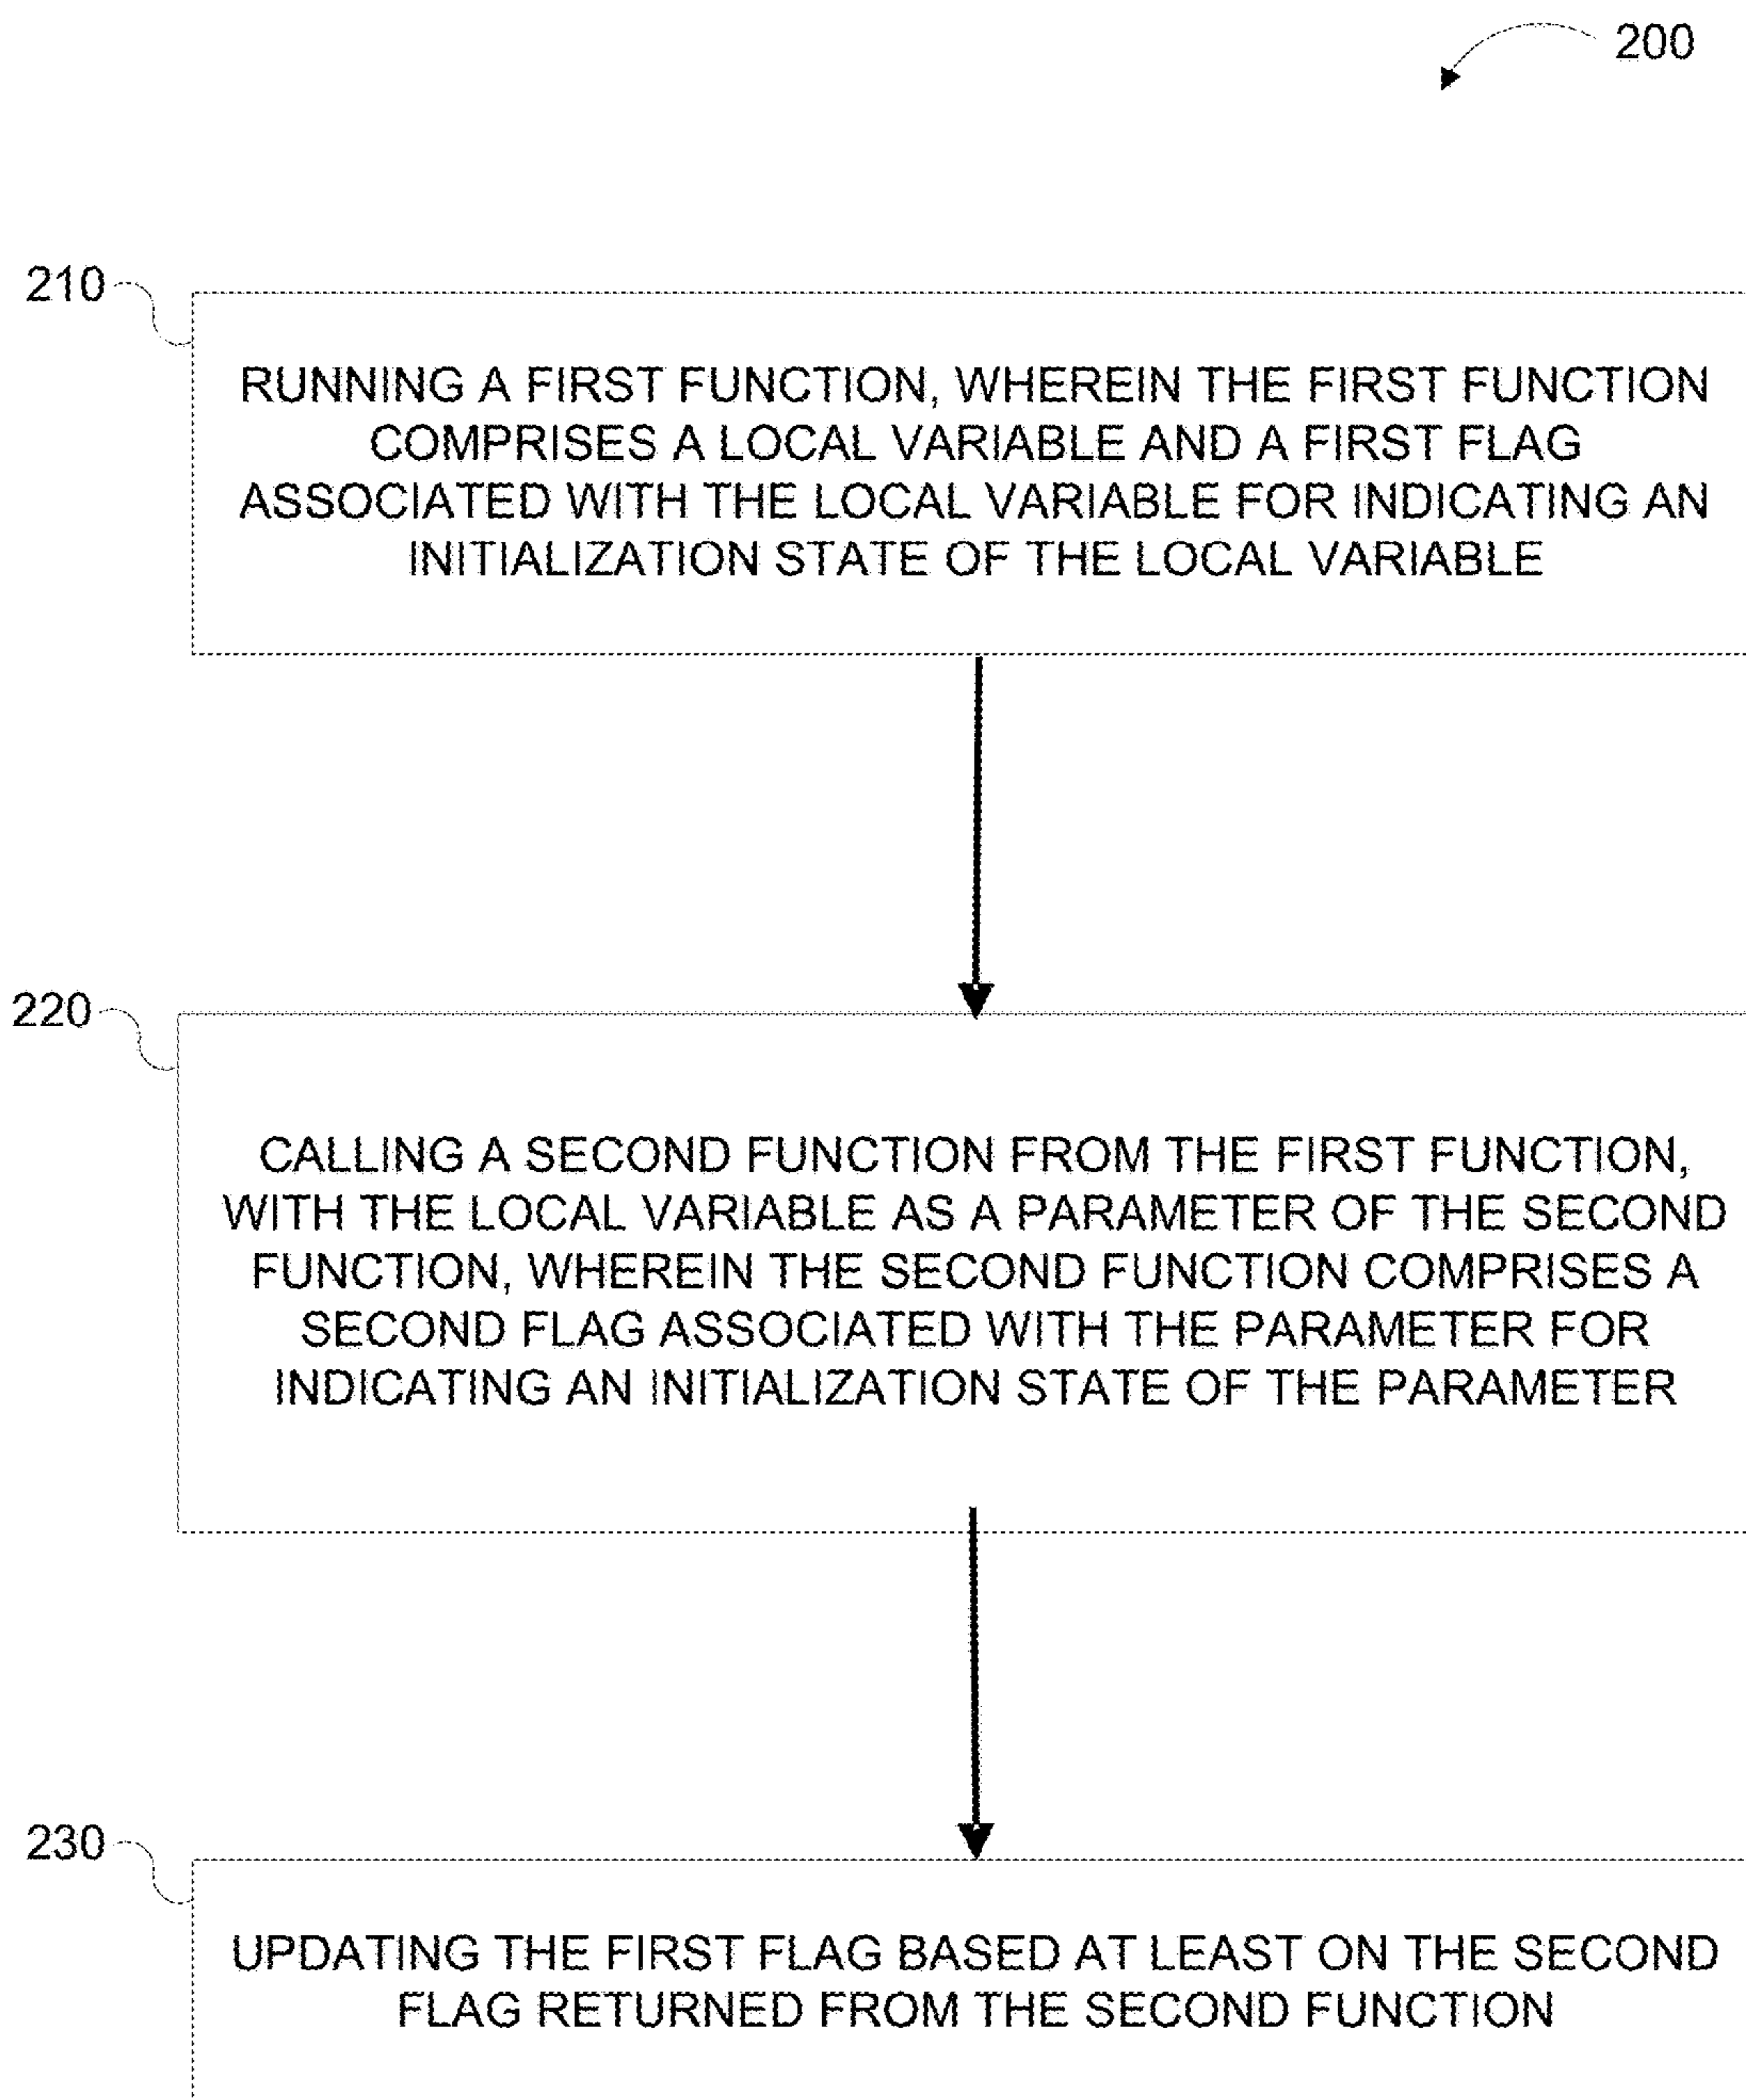 200
210
RUNNING A FIRST FUNCTION, WHEREIN THE FIRST FUNCTION
COMPRISES A LOCAL VARIABLE AND A FIRST FLAG
ASSOCIATED WITH THE LOCAL VARIABLE FOR INDICATING AN
INITIALIZATION STATE OF THE LOCAL VARIABLE
220
CALLING A SECOND FUNCTION FROM THE FIRST FUNCTION,
WITH THE LOCAL VARIABLE AS A PARAMETER OF THE SECOND
FUNCTION, WHEREIN THE SECOND FUNCTION COMPRISES A
SECOND FLAG ASSOCIATED WITH THE PARAMETER FOR
INDICATING AN INITIALIZATION STATE OF THE PARAMETER
230
UPDATING THE FIRST FLAG BASED AT LEAST ON THE SECOND
FLAG RETURNED FROM THE SECOND FUNCTION